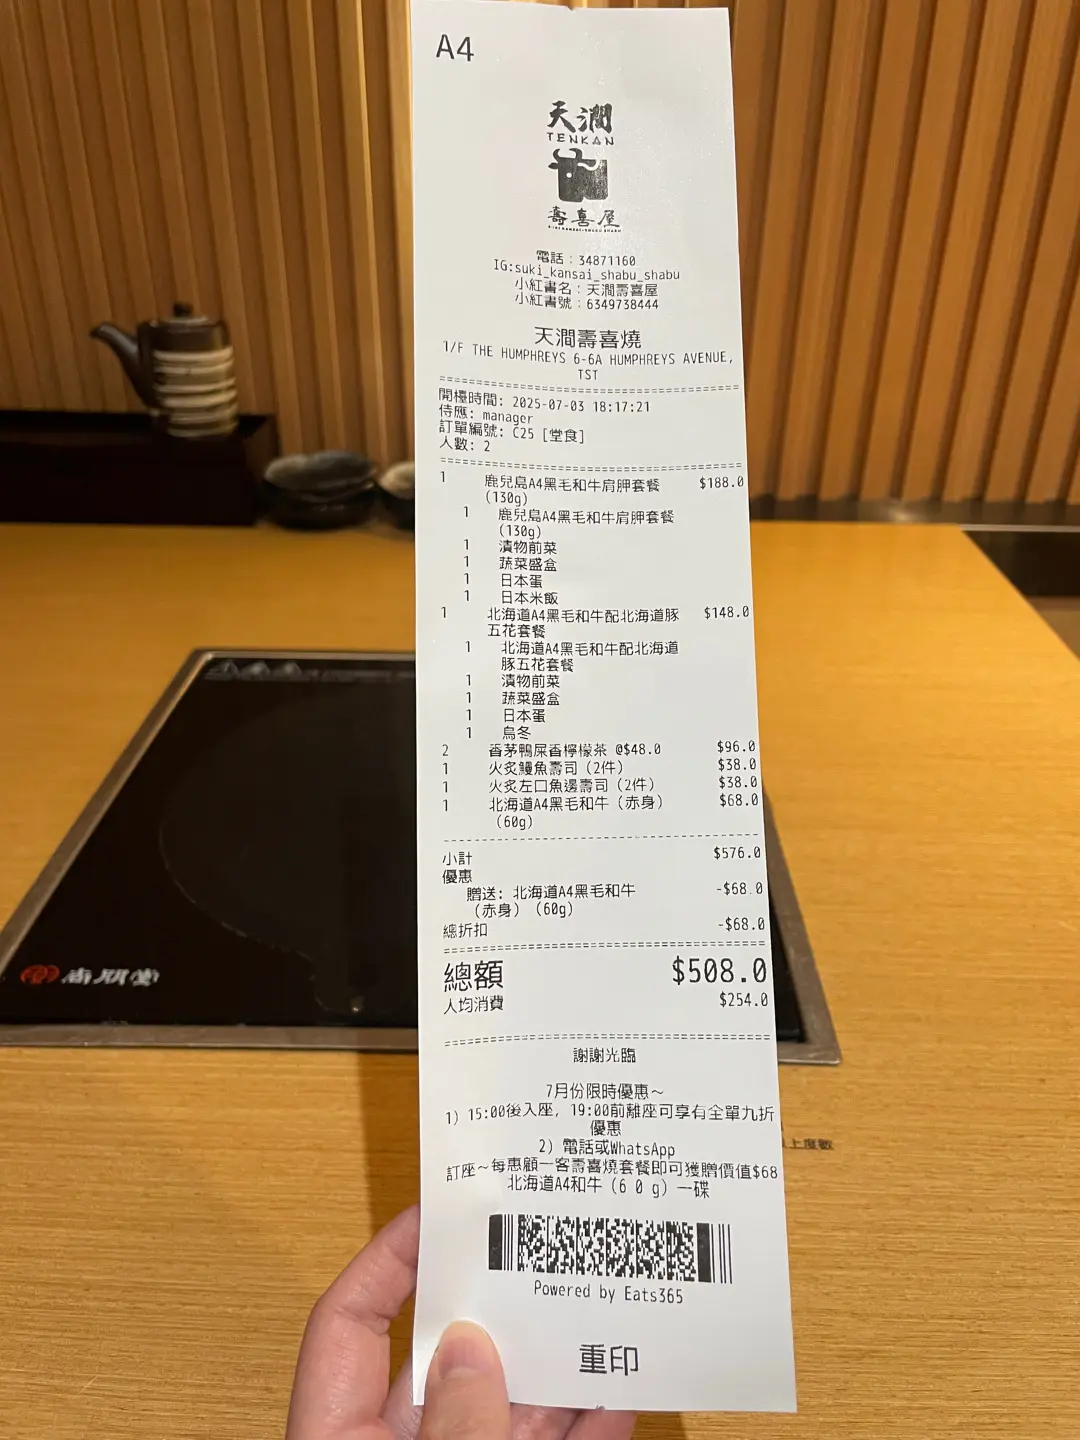 A4
天澗
TENKAN
壽喜屋
電話：34871160
IG:suki_kansai_shabu_shabu
小紅書名：天澗壽喜屋
小紅書號：6349738444
天澗壽喜燒
1/F THE HUMPHREYS 6-6A HUMPHREYS AVENUE,
TST
開檯時間: 2025-07-03 18:17:21
侍應: manager
訂單編號: C25 [堂食]
人數: 2
1 鹿兒島A4黑毛和牛肩胛套餐 $188.0
(130g)
1 鹿兒島A4黑毛和牛肩胛套餐
(130g)
1 漬物前菜
1 蔬菜盛盒
1 日本蛋
1 日本米飯
1 北海道A4黑毛和牛配北海道豚 $148.0
五花套餐
1 北海道A4黑毛和牛配北海道
豚五花套餐
1 漬物前菜
1 蔬菜盛盒
1 日本蛋
1 烏冬
2 香茅鴨屎香檸檬茶 @$48.0 $96.0
1 火炙鰻魚壽司（2件） $38.0
1 火炙左口魚邊壽司（2件） $38.0
1 北海道A4黑毛和牛（赤身） $68.0
（60g）
小計 $576.0
優惠
贈送: 北海道A4黑毛和牛 -$68.0
（赤身）（60g）
總折扣 -$68.0
總額 $508.0
人均消費 $254.0
謝謝光臨
7月份限時優惠～
1) 15:00後入座, 19:00前離座可享有全單九折
優惠
2) 電話或WhatsApp
訂座～每惠顧一客壽喜燒套餐即可獲贈價值$68
北海道A4和牛（6 0 g）一碟
Powered by Eats365
重印
尚朋堂